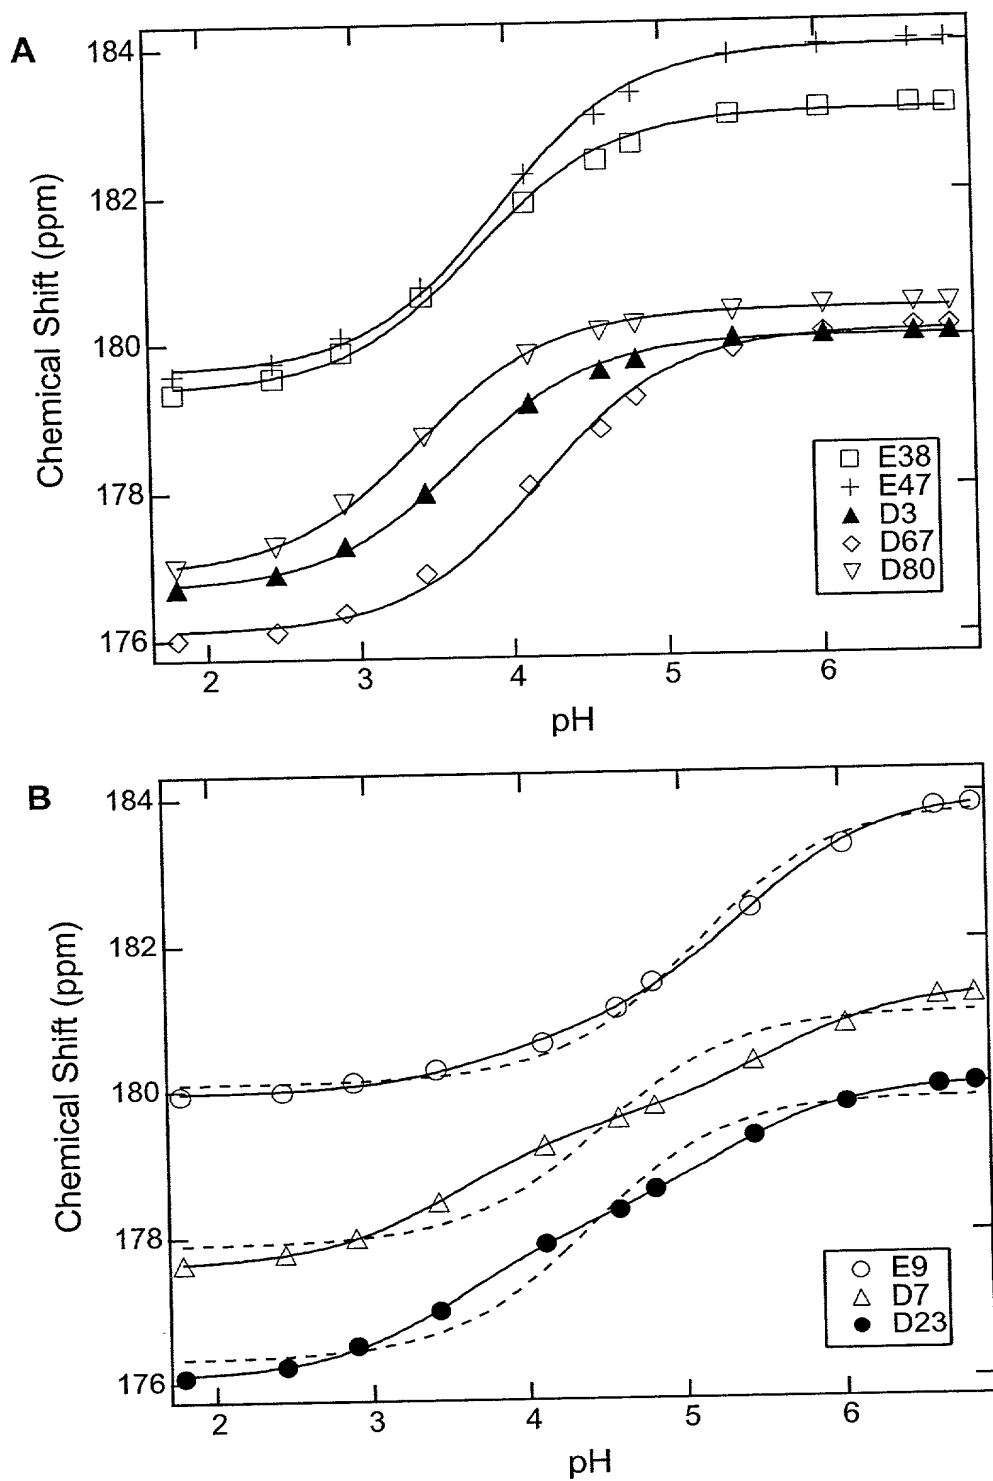 A
184
182
180
178
176
Chemical Shift (ppm)
E38
E47
D3
D67
D80
2 3 4 5 6
pH
B
184
182
180
178
176
Chemical Shift (ppm)
E9
D7
D23
2 3 4 5 6
pH